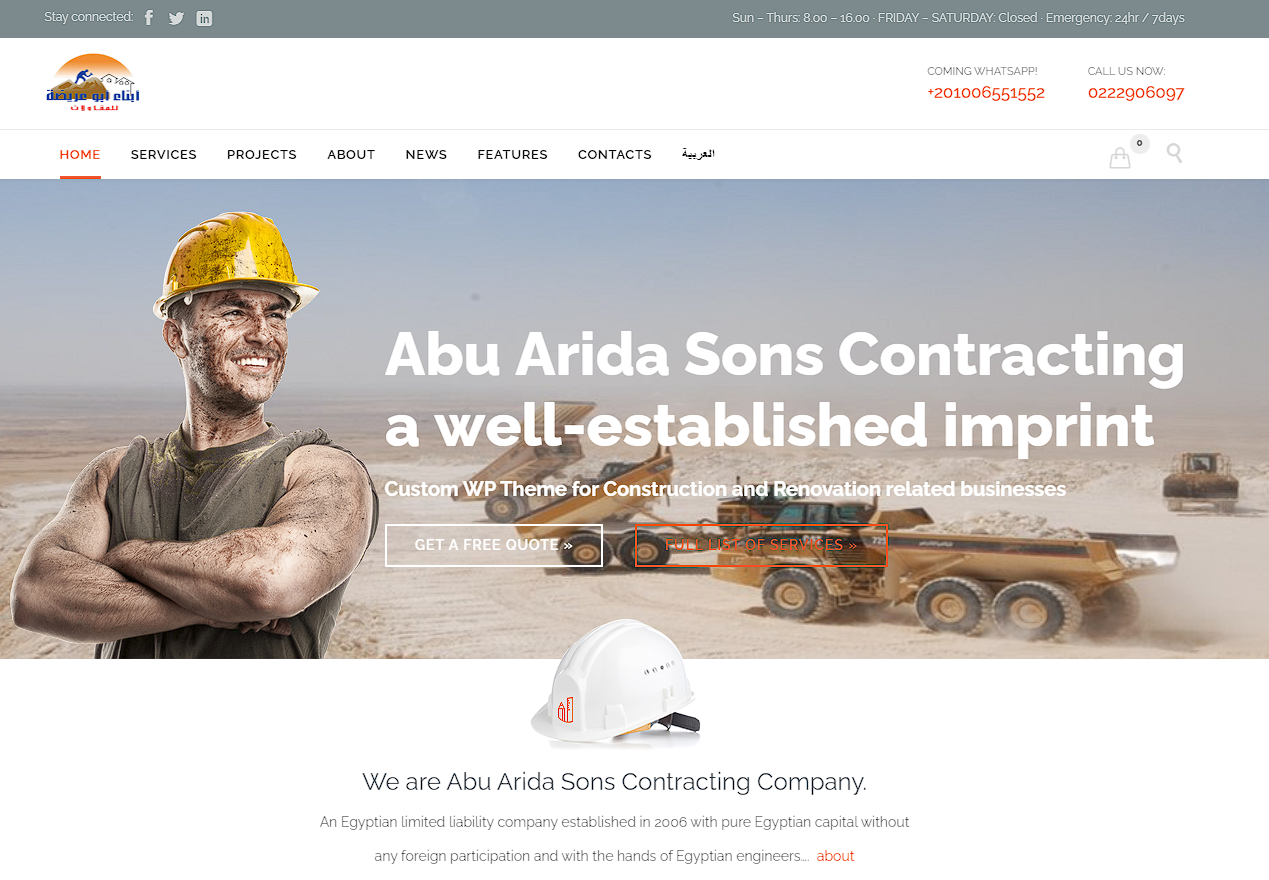 Stay connected:
Sun – Thurs: 8.00 – 16.00 · FRIDAY – SATURDAY: Closed · Emergency: 24hr / 7days
ابناء ابو عريضة
للمقاولات
COMING WHATSAPP!
+201006551552
CALL US NOW:
0222906097
HOME SERVICES PROJECTS ABOUT NEWS FEATURES CONTACTS العربية
0
Abu Arida Sons Contracting
a well-established imprint
Custom WP Theme for Construction and Renovation related businesses
GET A FREE QUOTE »
FULL LIST OF SERVICES »
725
We are Abu Arida Sons Contracting Company.
An Egyptian limited liability company established in 2006 with pure Egyptian capital without
any foreign participation and with the hands of Egyptian engineers.... about